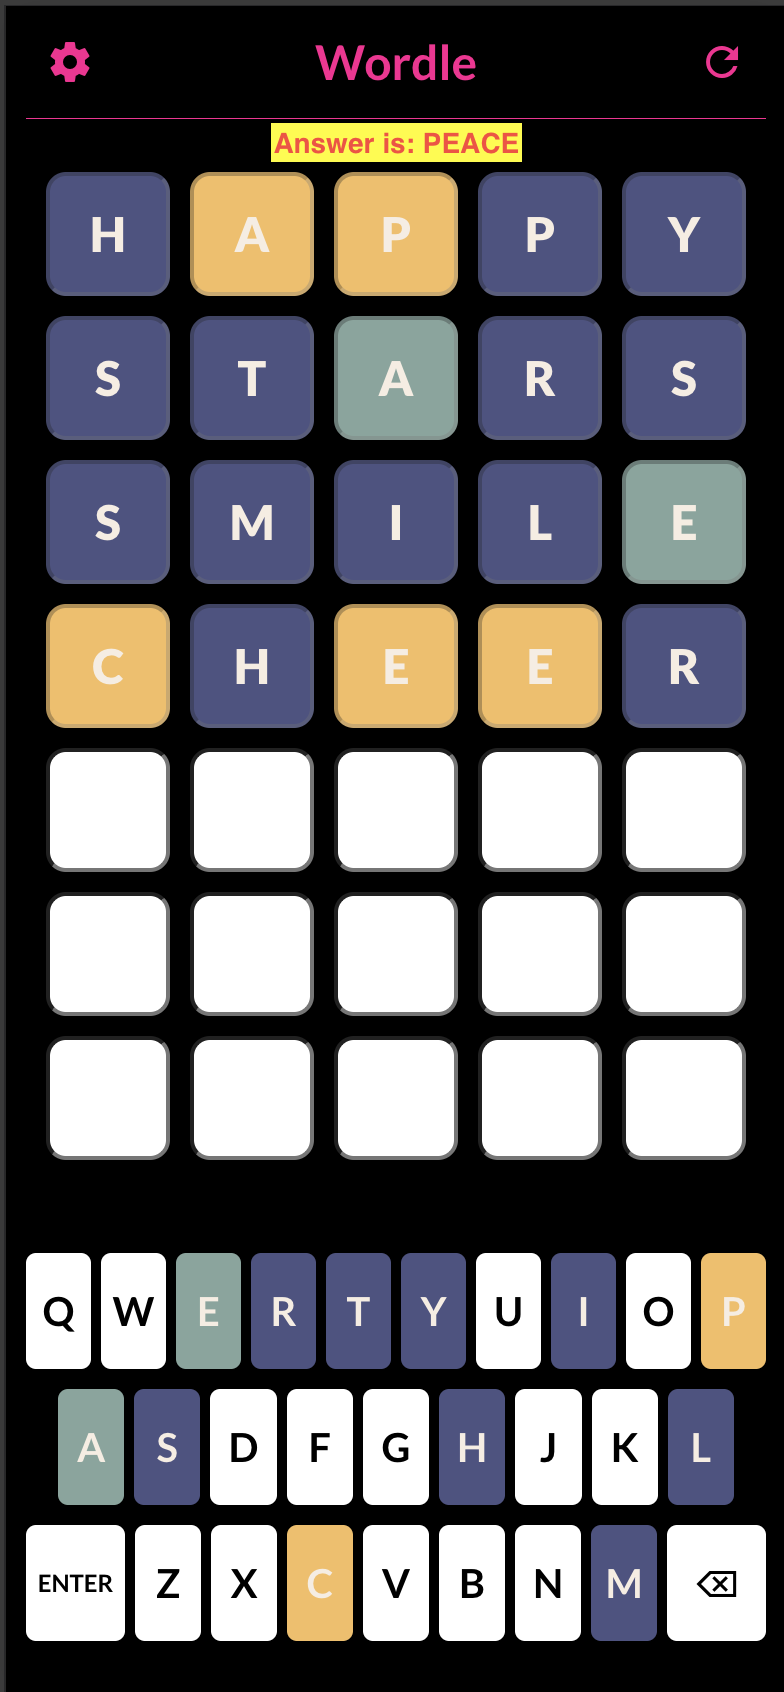 Wordle
Answer is: PEACE
H A P P Y
S T A R S
S M I L E
C H E E R
Q W E R T Y U I O P
A S D F G H J K L
ENTER Z X C V B N M